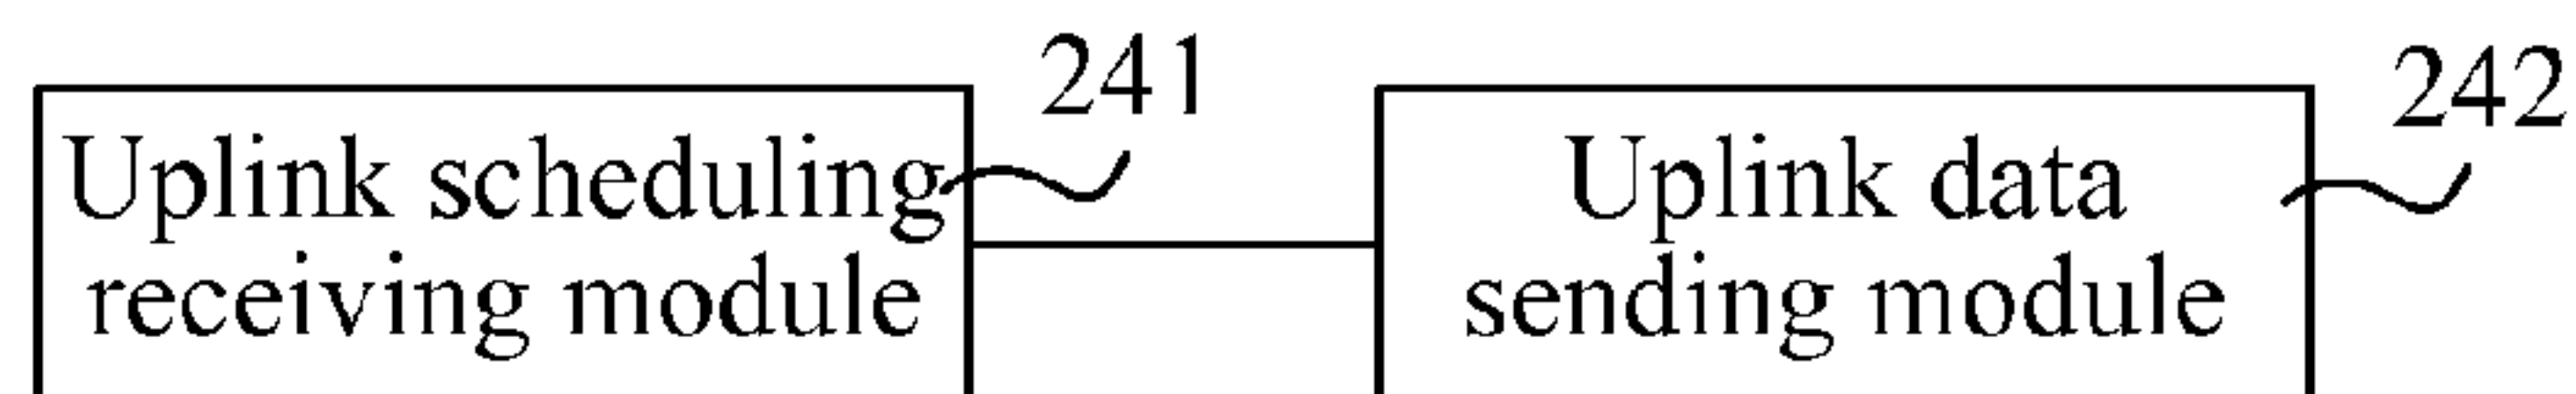 241
242
Uplink scheduling
receiving module
Uplink data
sending module